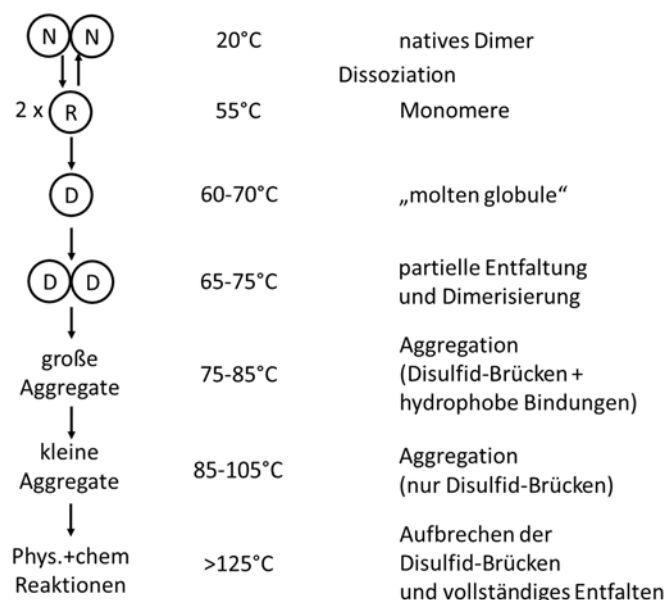 N N 20°C natives Dimer
Dissoziation
2 x R 55°C Monomere
D 60-70°C „molten globule“
D D 65-75°C partielle Entfaltung
und Dimerisierung
große
Aggregate 75-85°C Aggregation
(Disulfid-Brücken +
hydrophobe Bindungen)
kleine
Aggregate 85-105°C Aggregation
(nur Disulfid-Brücken)
Phys.+chem
Reaktionen >125°C Aufbrechen der
Disulfid-Brücken
und vollständiges Entfalten